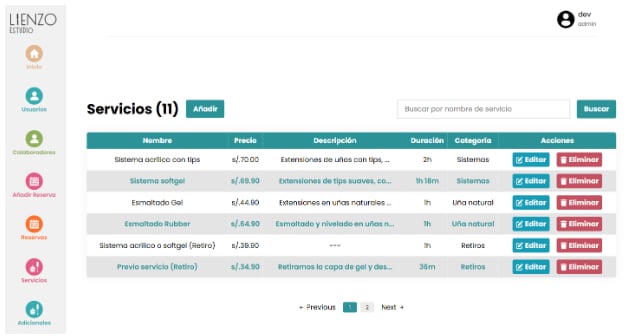 LIENZO
ESTUDIO
dev
admin
Inicio
Usuarios
Colaboradores
Añadir Reserva
Reservas
Servicios
Adicionales
Servicios (11) Añadir Buscar por nombre de servicio Buscar
Nombre Precio Descripción Duración Categoría Acciones
Sistema acrílico con tips s/.70.00 Extensiones de uñas con tips, ... 2h Sistemas Editar Eliminar
Sistema softgel s/.69.90 Extensiones de tips suaves, co... 1h 18m Sistemas Editar Eliminar
Esmaltado Gel s/.44.90 Extensiones en uñas naturales ... 1h Uña natural Editar Eliminar
Esmaltado Rubber s/.54.90 Esmaltado y nivelado en uñas n... 1h Uña natural Editar Eliminar
Sistema acrílico o softgel (Retiro) s/.39.90 --- 1h Retiros Editar Eliminar
Previo servicio (Retiro) s/.34.90 Retiramos la capa de gel y des... 36m Retiros Editar Eliminar
← Previous 1 2 Next →